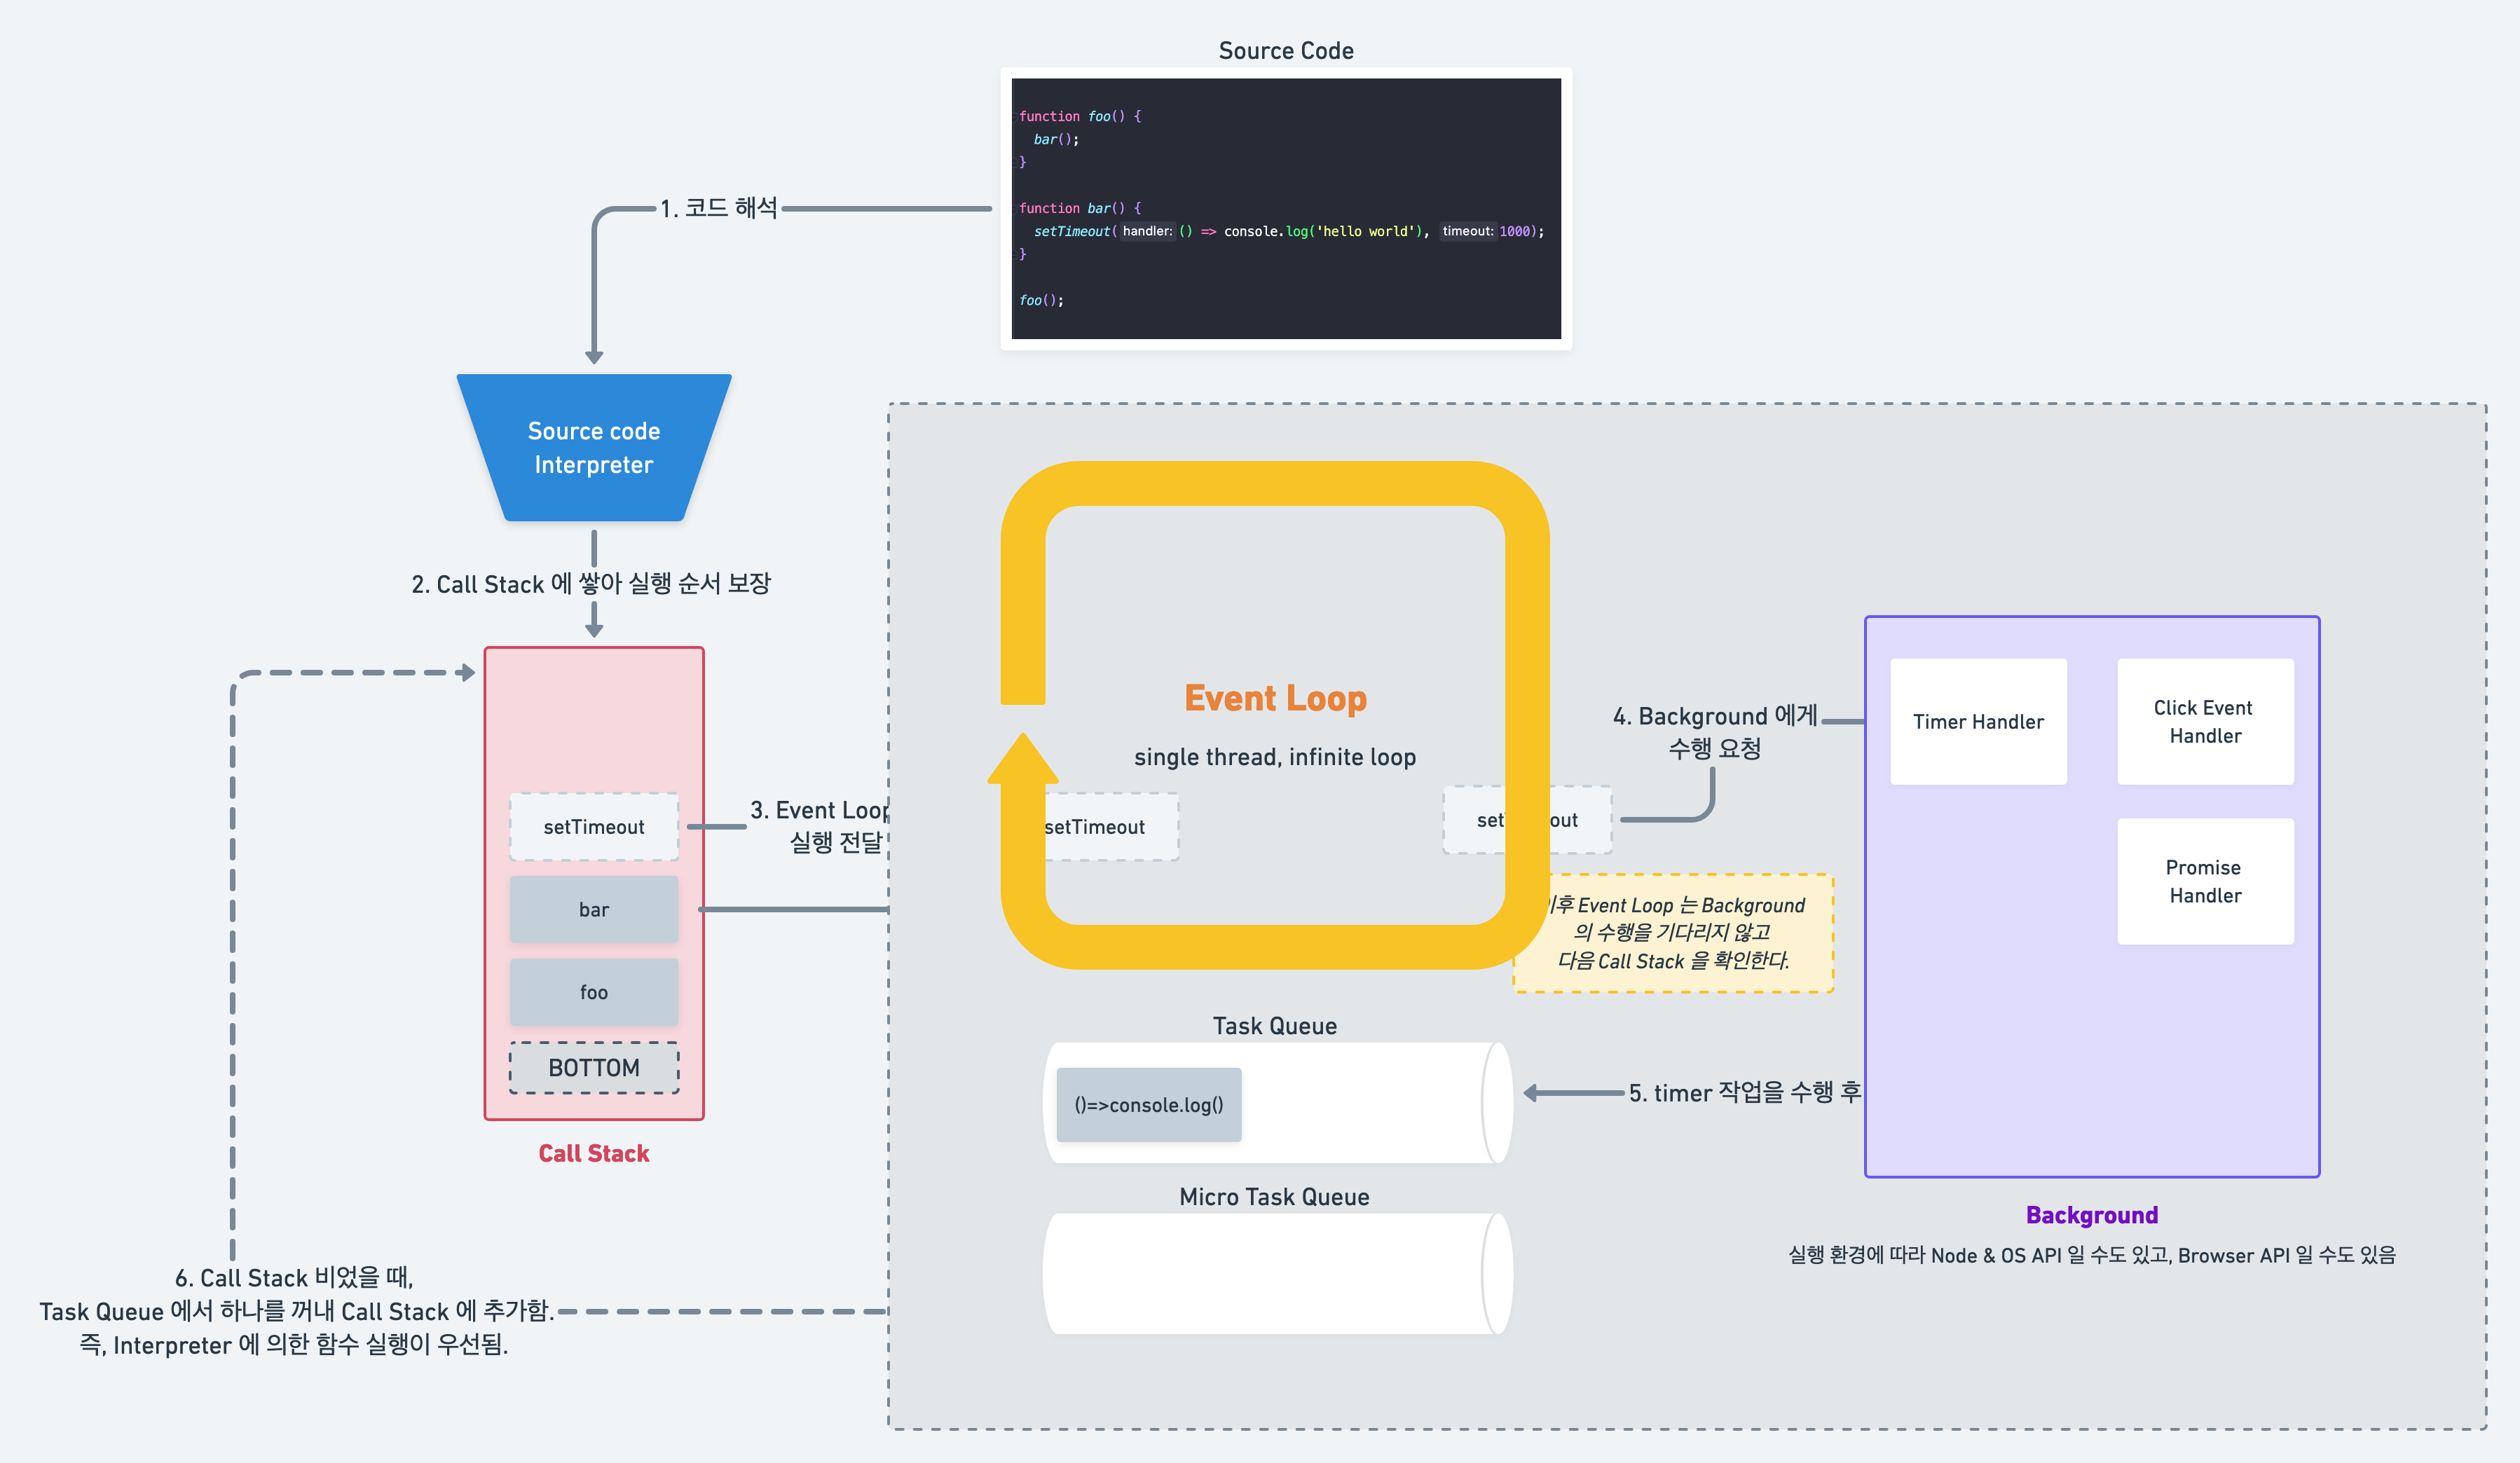 Source Code
function foo() {
bar();
}
function bar() {
setTimeout( handler: () => console.log('hello world'), timeout: 1000);
}
foo();
1. 코드 해석
Source code
Interpreter
2. Call Stack 에 쌓아 실행 순서 보장
setTimeout
bar
foo
BOTTOM
Call Stack
3. Event Loop
실행 전달
Event Loop
single thread, infinite loop
setTimeout
4. Background 에게
수행 요청
Event Loop 는 Background
의 수행을 기다리지 않고
다음 Call Stack 을 확인한다.
Timer Handler
Click Event
Handler
Promise
Handler
Background
실행 환경에 따라 Node & OS API 일 수도 있고, Browser API 일 수도 있음
Task Queue
()=>console.log()
5. timer 작업을 수행 후
Micro Task Queue
6. Call Stack 비었을 때,
Task Queue 에서 하나를 꺼내 Call Stack 에 추가함.
즉, Interpreter 에 의한 함수 실행이 우선됨.